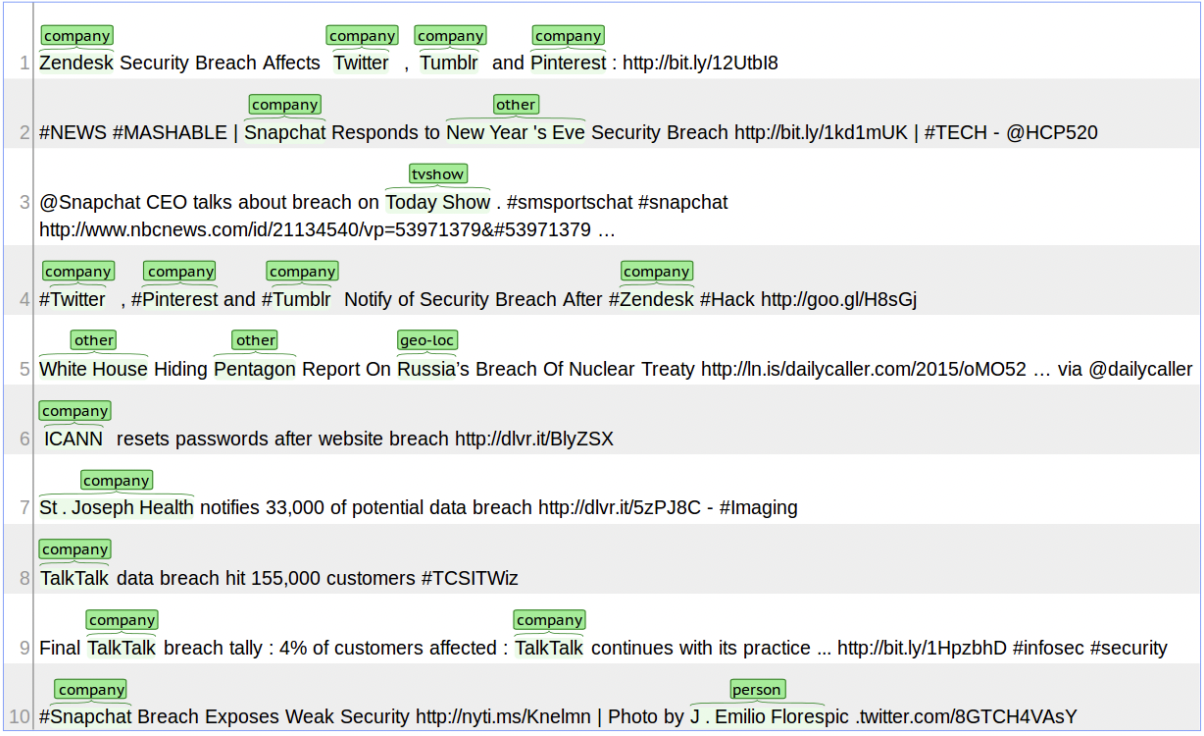 company company company company
1 Zendesk Security Breach Affects Twitter , Tumblr and Pinterest : http://bit.ly/12UtbI8
company other
2 #NEWS #MASHABLE | Snapchat Responds to New Year 's Eve Security Breach http://bit.ly/1kd1mUK | #TECH - @HCP520
tvshow
3 @Snapchat CEO talks about breach on Today Show . #smsportschat #snapchat
http://www.nbcnews.com/id/21134540/vp=53971379&#53971379 …
company company company company
4 #Twitter , #Pinterest and #Tumblr Notify of Security Breach After #Zendesk #Hack http://goo.gl/H8sGj
other other geo-loc
5 White House Hiding Pentagon Report On Russia’s Breach Of Nuclear Treaty http://ln.is/dailycaller.com/2015/oMO52 … via @dailycaller
company
6 ICANN resets passwords after website breach http://dlvr.it/BlyZSX
company
7 St . Joseph Health notifies 33,000 of potential data breach http://dlvr.it/5zPJ8C - #Imaging
company
8 TalkTalk data breach hit 155,000 customers #TCSITWiz
company company
9 Final TalkTalk breach tally : 4% of customers affected : TalkTalk continues with its practice ... http://bit.ly/1HpzbhD #infosec #security
company person
10 #Snapchat Breach Exposes Weak Security http://nyti.ms/Knelmn | Photo by J . Emilio Florespic .twitter.com/8GTCH4VAsY